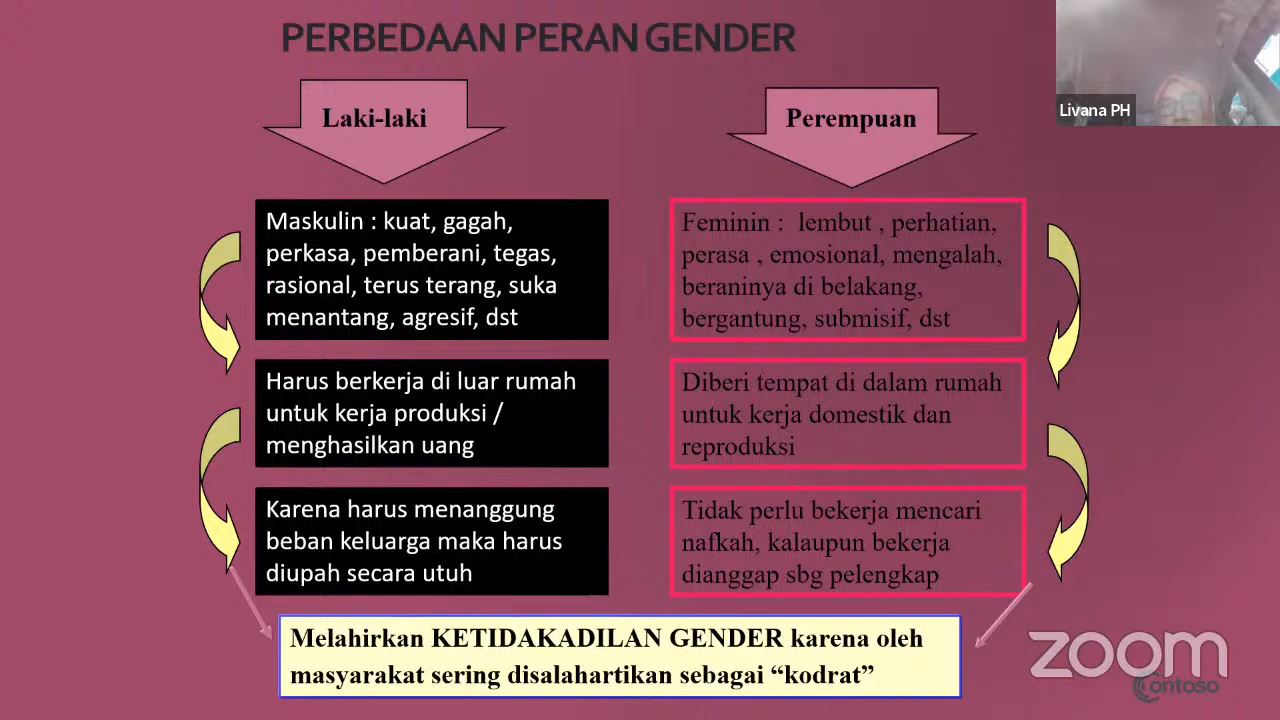 PERBEDAAN PERAN GENDER
Livana PH
Laki-laki
Maskulin : kuat, gagah,
perkasa, pemberani, tegas,
rasional, terus terang, suka
menantang, agresif, dst
Harus berkerja di luar rumah
untuk kerja produksi /
menghasilkan uang
Karena harus menanggung
beban keluarga maka harus
diupah secara utuh
Perempuan
Feminin : lembut , perhatian,
perasa , emosional, mengalah,
beraninya di belakang,
bergantung, submisif, dst
Diberi tempat di dalam rumah
untuk kerja domestik dan
reproduksi
Tidak perlu bekerja mencari
nafkah, kalaupun bekerja
dianggap sbg pelengkap
Melahirkan KETIDAKADILAN GENDER karena oleh
masyarakat sering disalahartikan sebagai “kodrat”
zoom
Contoso